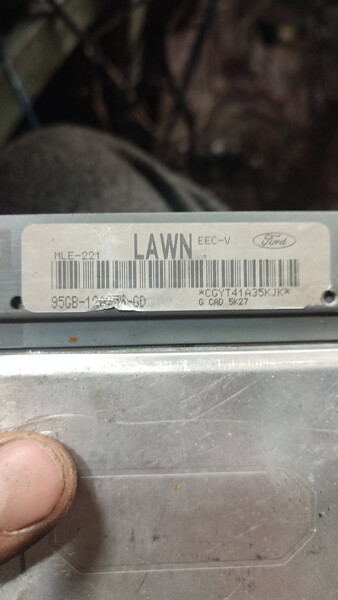 LAWN EEC-V Ford
MLE-221
*CGYT41A35KJK*
G CAD 5K27